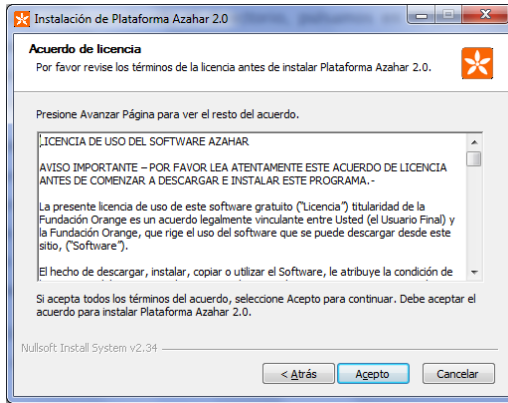 Instalación de Plataforma Azahar 2.0
Acuerdo de licencia
Por favor revise los términos de la licencia antes de instalar Plataforma Azahar 2.0.
Presione Avanzar Página para ver el resto del acuerdo.
LICENCIA DE USO DEL SOFTWARE AZAHAR
AVISO IMPORTANTE – POR FAVOR LEA ATENTAMENTE ESTE ACUERDO DE LICENCIA
ANTES DE COMENZAR A DESCARGAR E INSTALAR ESTE PROGRAMA.-
La presente licencia de uso de este software gratuito ("Licencia") titularidad de la
Fundación Orange es un acuerdo legalmente vinculante entre Usted (el Usuario Final) y
la Fundación Orange, que rige el uso del software que se puede descargar desde este
sitio, ("Software").
El hecho de descargar, instalar, copiar o utilizar el Software, le atribuye la condición de
Si acepta todos los términos del acuerdo, seleccione Acepto para continuar. Debe aceptar el
acuerdo para instalar Plataforma Azahar 2.0.
Nullsoft Install System v2.34
< Atrás Acepto Cancelar